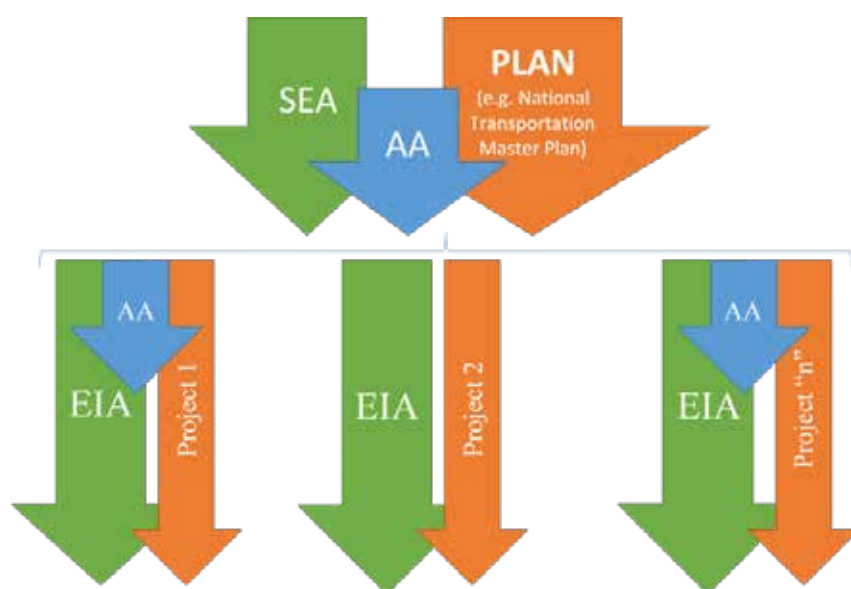 SEA
AA
PLAN
(e.g. National
Transportation
Master Plan)
AA
EIA
Project 1
EIA
Project 2
AA
EIA
Project “n”